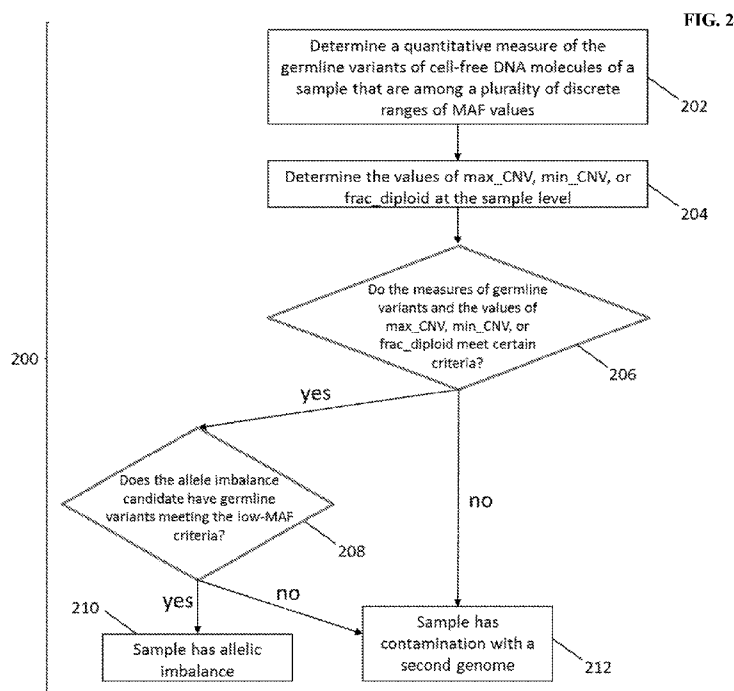 FIG. 2
Determine a quantitative measure of the
germline variants of cell-free DNA molecules of a
sample that are among a plurality of discrete
ranges of MAF values
202
Determine the values of max_CNV, min_CNV, or
frac_diploid at the sample level
204
Do the measures of germline
variants and the values of
max_CNV, min_CNV, or
frac_diploid meet certain
criteria?
206
200
yes
no
Does the allele imbalance
candidate have germline
variants meeting the low-MAF
criteria?
208
yes
no
210
Sample has allelic
imbalance
Sample has
contamination with a
second genome
212